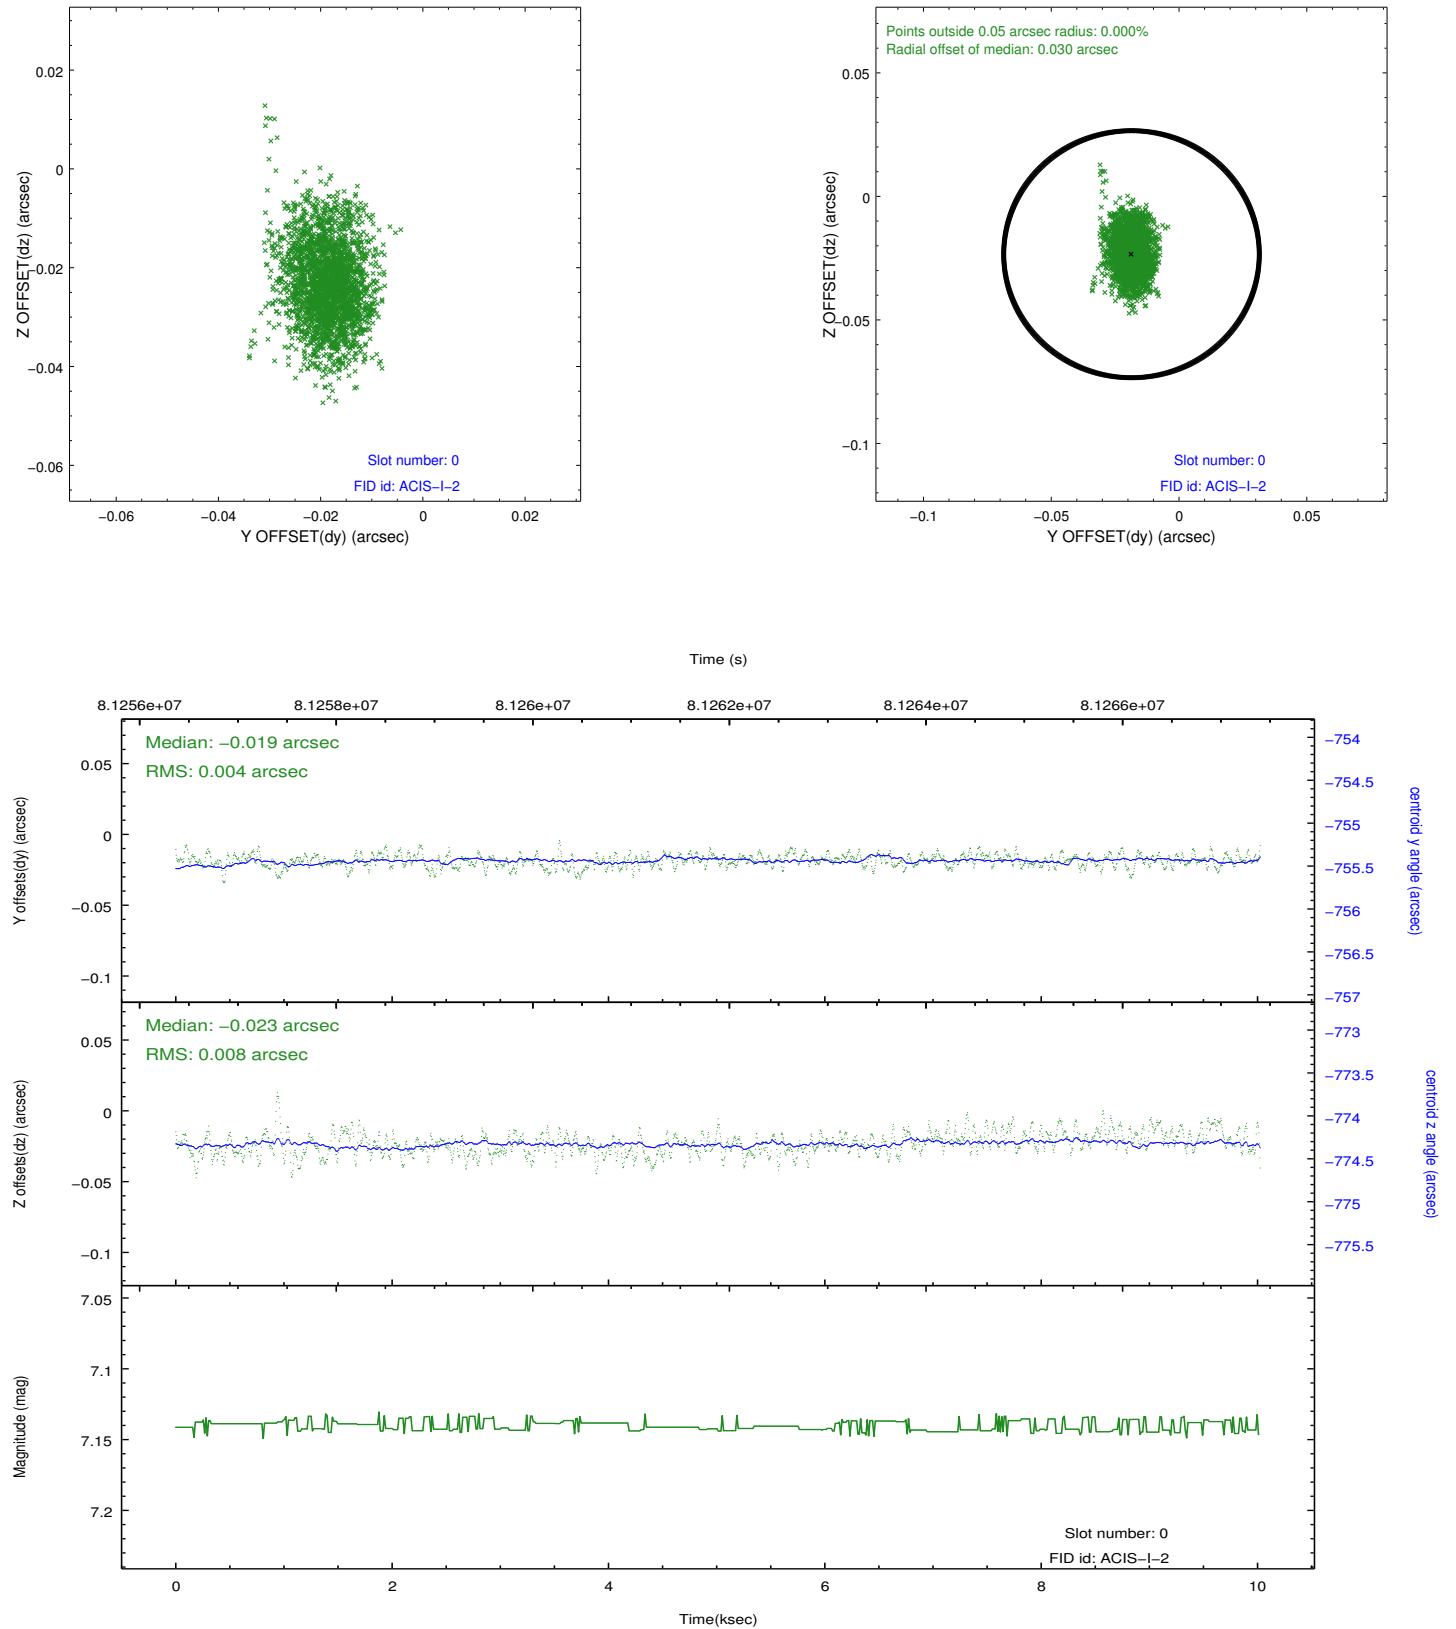 0.02
0
−0.02
−0.04
−0.06
Z OFFSET(dz) (arcsec)
Slot number: 0
FID id: ACIS−I−2
−0.06
−0.04
−0.02
0
0.02
Y OFFSET(dy) (arcsec)
Points outside 0.05 arcsec radius: 0.000%
Radial offset of median: 0.030 arcsec
0.05
0
−0.05
−0.1
Z OFFSET(dz) (arcsec)
Slot number: 0
FID id: ACIS−I−2
−0.1
−0.05
0
0.05
Y OFFSET(dy) (arcsec)
Time (s)
8.1256e+07
8.1258e+07
8.126e+07
8.1262e+07
8.1264e+07
8.1266e+07
Median: −0.019 arcsec
RMS: 0.004 arcsec
0.05
0
−0.05
−0.1
Y offsets(dy) (arcsec)
−754
−754.5
−755
−755.5
−756
−756.5
−757
centroid y angle (arcsec)
Median: −0.023 arcsec
RMS: 0.008 arcsec
0.05
0
−0.05
−0.1
Z offsets(dz) (arcsec)
−773
−773.5
−774
−774.5
−775
−775.5
centroid z angle (arcsec)
7.05
7.1
7.15
7.2
Magnitude (mag)
Slot number: 0
FID id: ACIS−I−2
0
2
4
6
8
10
Time(ksec)